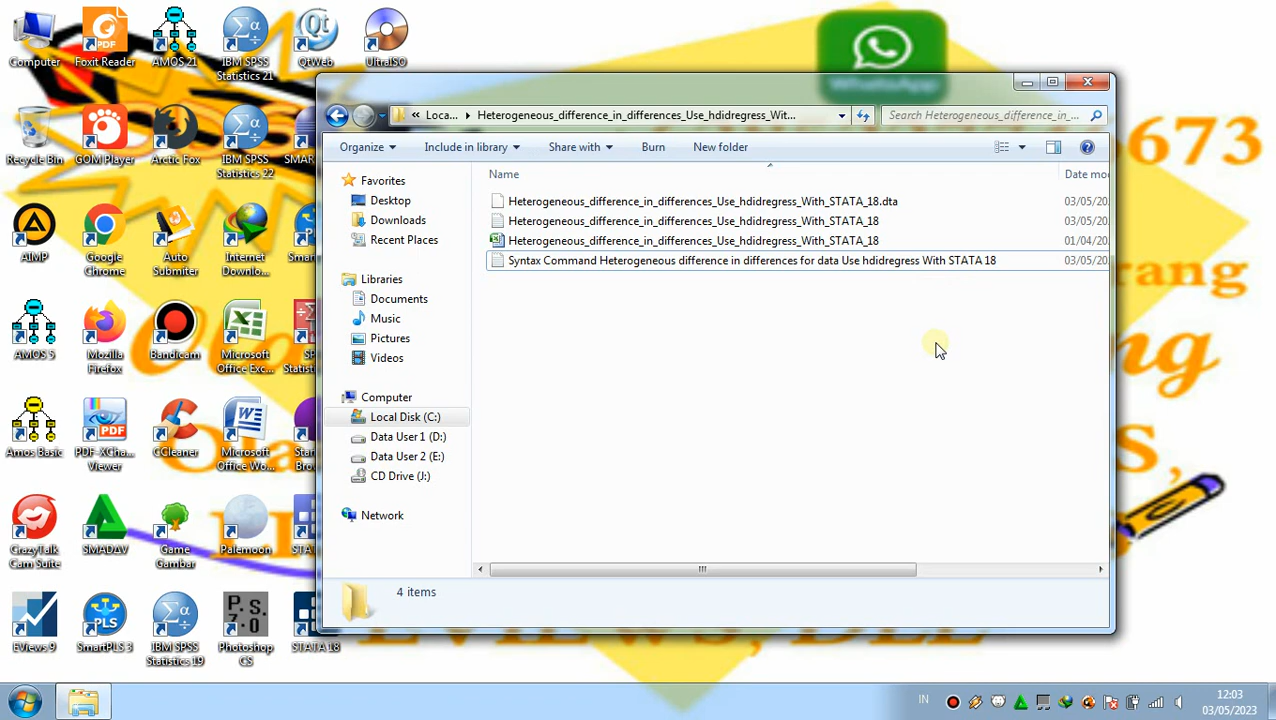 Computer
Foxit Reader
AMOS 21
IBM SPSS
Statistics 21
QtWeb
UltraISO
WhatsApp
Recycle Bin
GOM Player
Arctic Fox
IBM SPSS
Statistics 22
AIMP
Google
Chrome
Auto
Submiter
Internet
Downlo...
AMOS 5
Mozilla
Firefox
Bandicam
Microsoft
Office Exc...
Amos Basic
PDF-XCha...
Viewer
CCleaner
Microsoft
Office Wo...
CrazyTalk
Cam Suite
SMADΔV
Game
Gambar
Palemoon
EViews 9
SmartPLS 3
IBM SPSS
Statistics 19
Photoshop
CS
STATA 18
673
rang
« Loca... ▸ Heterogeneous_difference_in_differences_Use_hdidregress_Wit...
Search Heterogeneous_difference_in_...
Organize
Include in library
Share with
Burn
New folder
Favorites
Desktop
Downloads
Recent Places
Libraries
Documents
Music
Pictures
Videos
Computer
Local Disk (C:)
Data User 1 (D:)
Data User 2 (E:)
CD Drive (J:)
Network
Name
Date mo
Heterogeneous_difference_in_differences_Use_hdidregress_With_STATA_18.dta
03/05/20
Heterogeneous_difference_in_differences_Use_hdidregress_With_STATA_18
03/05/20
Heterogeneous_difference_in_differences_Use_hdidregress_With_STATA_18
01/04/20
Syntax Command Heterogeneous difference in differences for data Use hdidregress With STATA 18
03/05/20
4 items
IN
12:03
03/05/2023